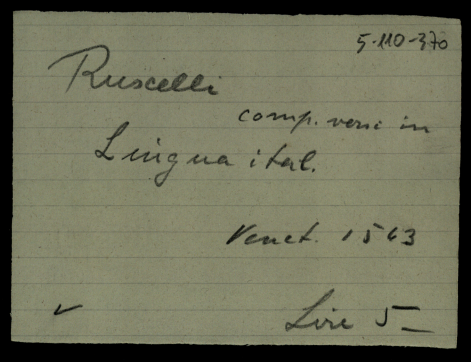 5-110-370
Ruscelli
comp. versi in
Lingua ital.
Venet. 1563
Lire 5